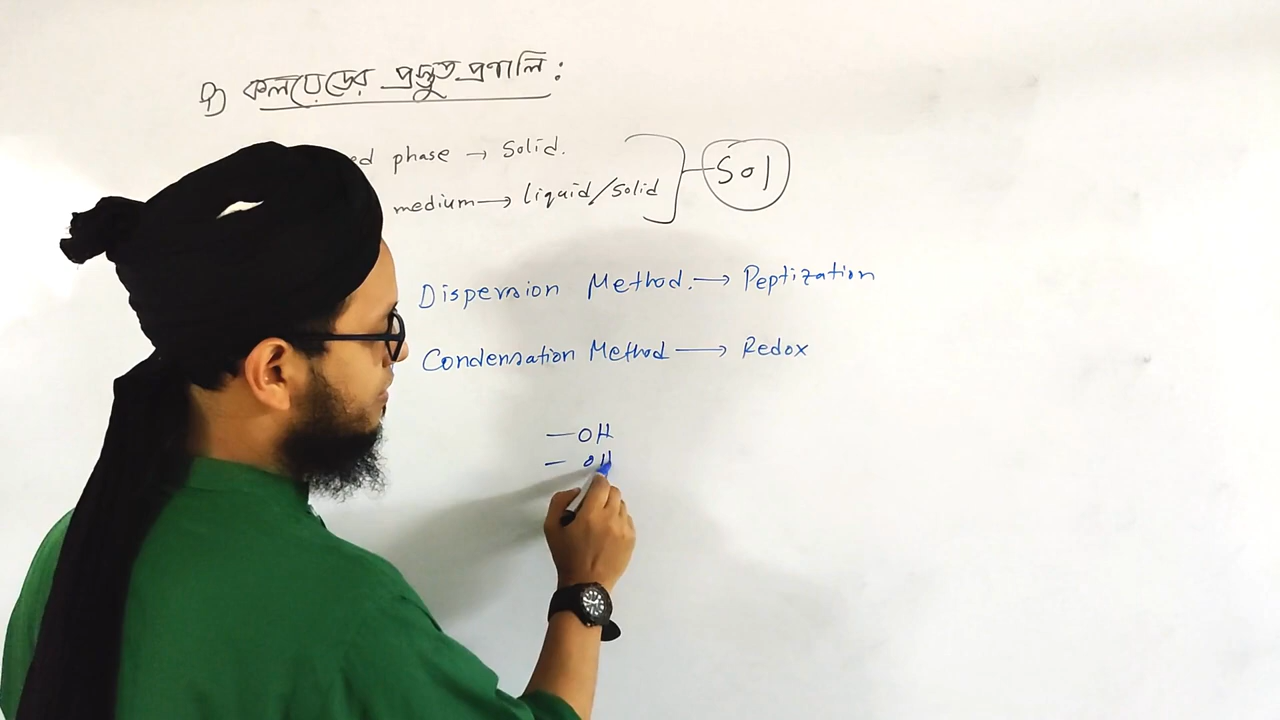 কলয়েডের প্রস্তুত প্রণালি :
ed phase → Solid.
medium → liquid/solid
Sol
Dispersion Method. → Peptization
Condensation Method → Redox
— OH
— OH